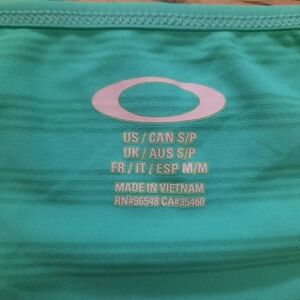 US / CAN S/P
UK / AUS S/P
FR / IT / ESP M/M
MADE IN VIETNAM
RN#96548 CA#35460